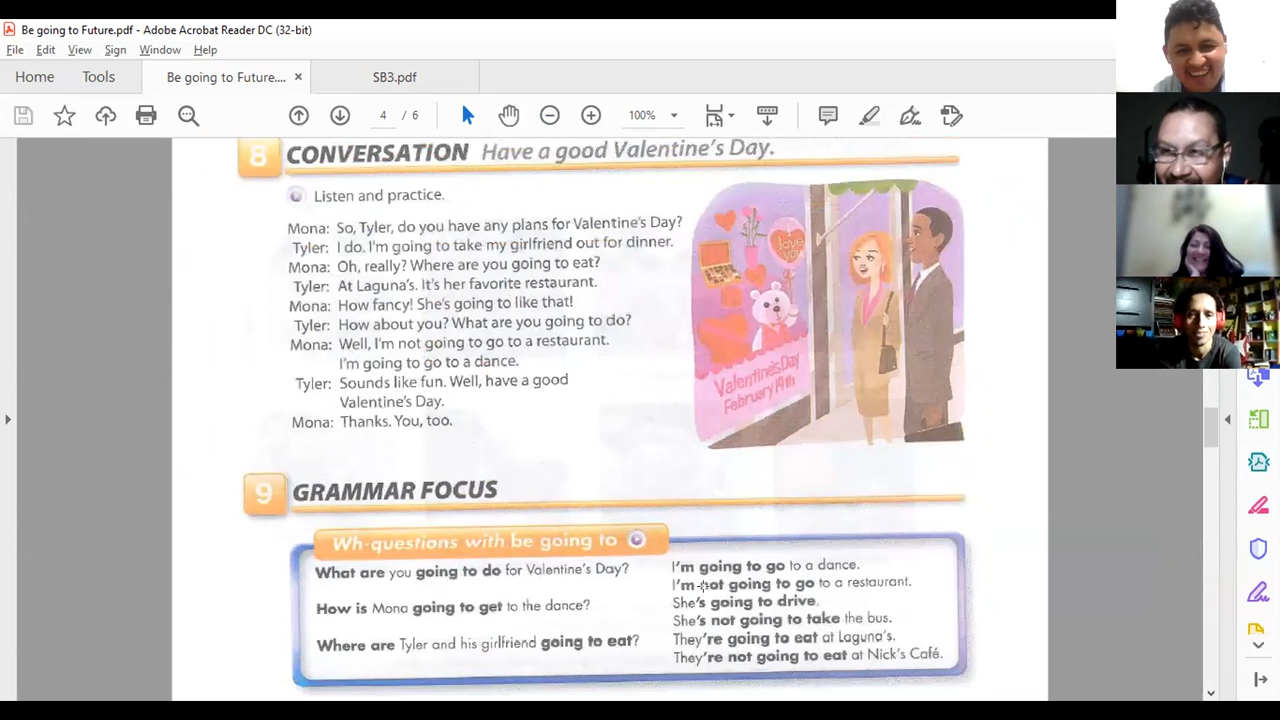 Be going to Future.pdf - Adobe Acrobat Reader DC (32-bit)
File Edit View Sign Window Help
Home Tools Be going to Future.... × SB3.pdf
4 / 6 100%
8 CONVERSATION Have a good Valentine's Day.
Listen and practice.
Mona: So, Tyler, do you have any plans for Valentine's Day?
Tyler: I do. I'm going to take my girlfriend out for dinner.
Mona: Oh, really? Where are you going to eat?
Tyler: At Laguna's. It's her favorite restaurant.
Mona: How fancy! She's going to like that!
Tyler: How about you? What are you going to do?
Mona: Well, I'm not going to go to a restaurant.
I'm going to go to a dance.
Tyler: Sounds like fun. Well, have a good
Valentine's Day.
Mona: Thanks. You, too.
I love you
Valentine's Day
February 14th
9 GRAMMAR FOCUS
Wh-questions with be going to
What are you going to do for Valentine's Day?
How is Mona going to get to the dance?
Where are Tyler and his girlfriend going to eat?
I'm going to go to a dance.
I'm not going to go to a restaurant.
She's going to drive.
She's not going to take the bus.
They're going to eat at Laguna's.
They're not going to eat at Nick's Café.